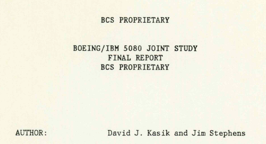 BCS PROPRIETARY
BOEING/IBM 5080 JOINT STUDY
FINAL REPORT
BCS PROPRIETARY
AUTHOR: David J. Kasik and Jim Stephens